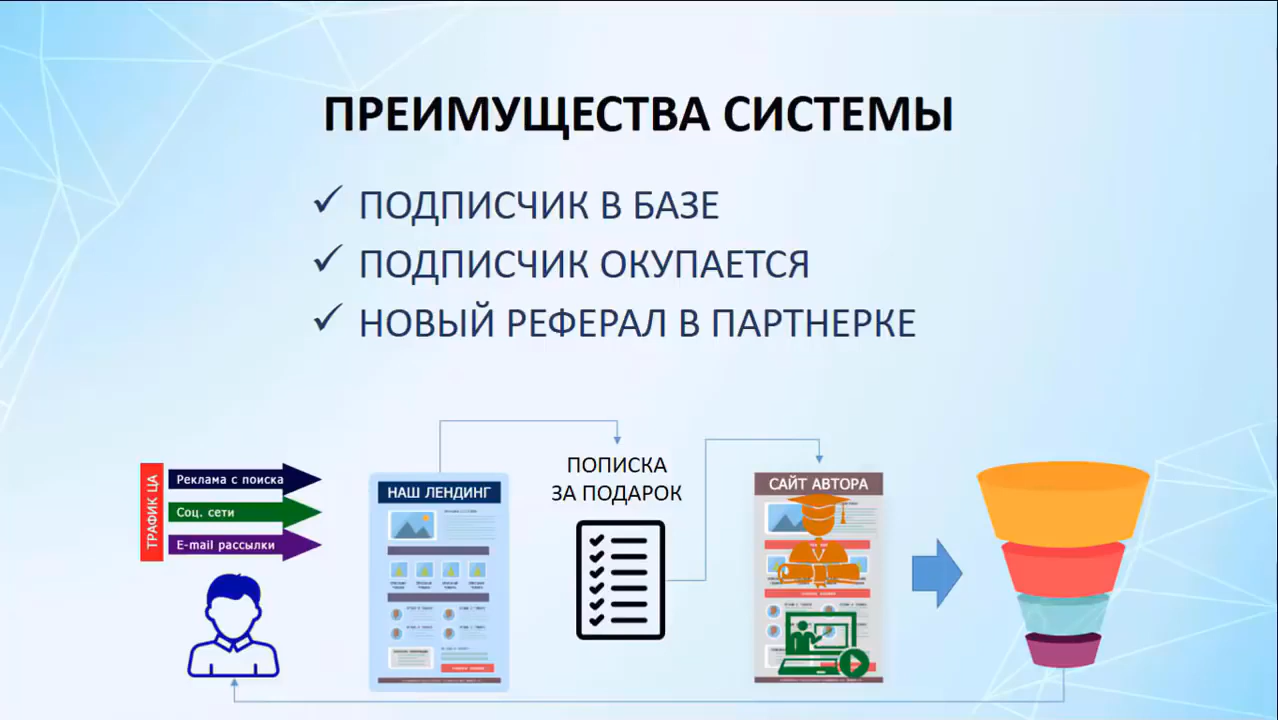 ПРЕИМУЩЕСТВА СИСТЕМЫ
✓ ПОДПИСЧИК В БАЗЕ
✓ ПОДПИСЧИК ОКУПАЕТСЯ
✓ НОВЫЙ РЕФЕРАЛ В ПАРТНЕРКЕ
ТРАФИК ЦА
Реклама с поиска
Соц. сети
E-mail рассылки
НАШ ЛЕНДИНГ
ПОПИСКА
ЗА ПОДАРОК
САЙТ АВТОРА